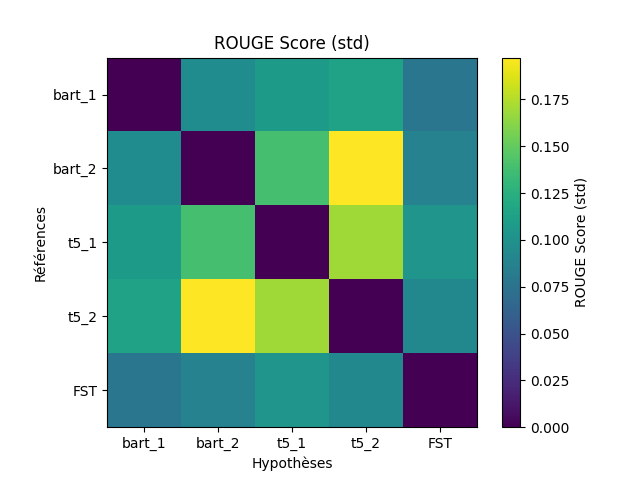 ROUGE Score (std)
bart_1
bart_2
t5_1
t5_2
FST
Références
bart_1 bart_2 t5_1 t5_2 FST
Hypothèses
0.175
0.150
0.125
0.100
0.075
0.050
0.025
0.000
ROUGE Score (std)